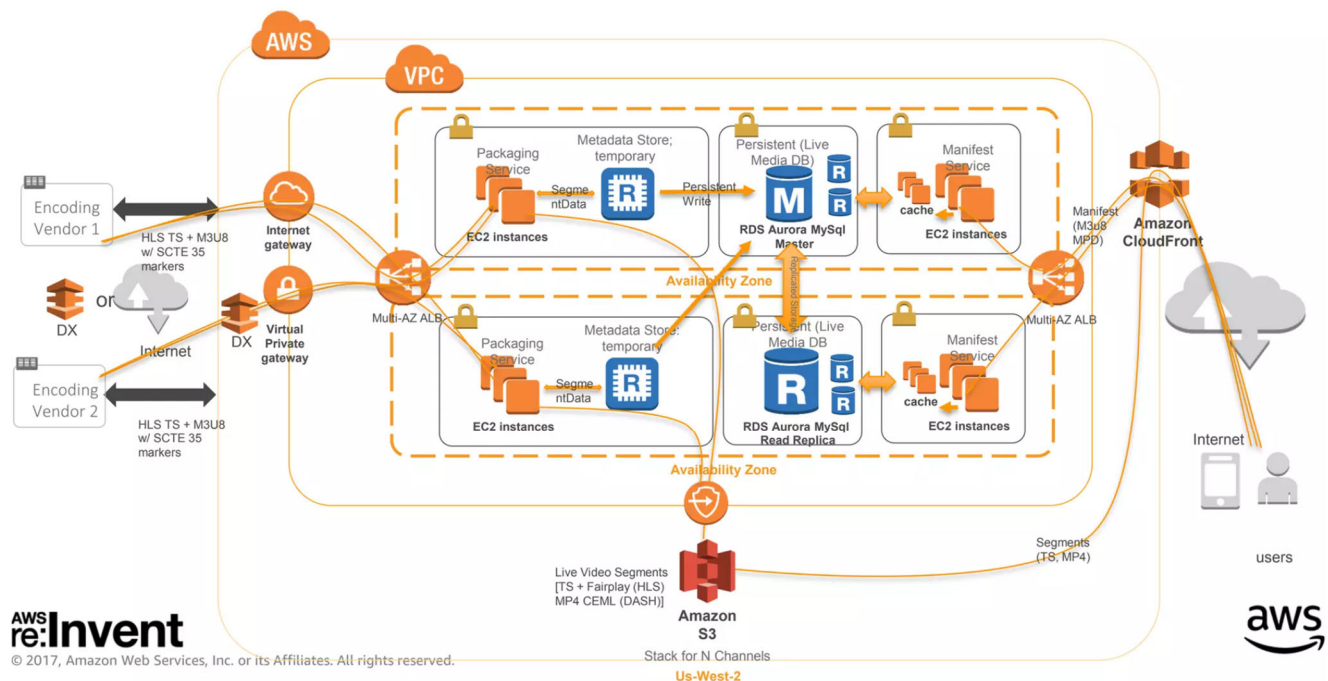 AWS
VPC
Encoding
Vendor 1
HLS TS + M3U8
w/ SCTE 35
markers
DX
or
Internet
DX
Encoding
Vendor 2
HLS TS + M3U8
w/ SCTE 35
markers
Internet
gateway
Virtual
Private
gateway
Multi-AZ ALB
Packaging
Service
EC2 instances
Segme
ntData
Metadata Store;
temporary
R
Persistent
Write
Persistent (Live
Media DB)
M
R
R
RDS Aurora MySql
Master
Manifest
Service
cache
EC2 instances
Availability Zone
Replicated Storage
Packaging
Service
EC2 instances
Segme
ntData
Metadata Store:
temporary
R
Persistent (Live
Media DB
R
R
R
RDS Aurora MySql
Read Replica
Manifest
Service
cache
EC2 instances
Availability Zone
Multi-AZ ALB
Manifest
(M3u8
MPD)
Amazon
CloudFront
Internet
users
Segments
(TS, MP4)
Live Video Segments
[TS + Fairplay (HLS)
MP4 CEML (DASH)]
Amazon
S3
Stack for N Channels
Us-West-2
AWS
re:Invent
© 2017, Amazon Web Services, Inc. or its Affiliates. All rights reserved.
aws